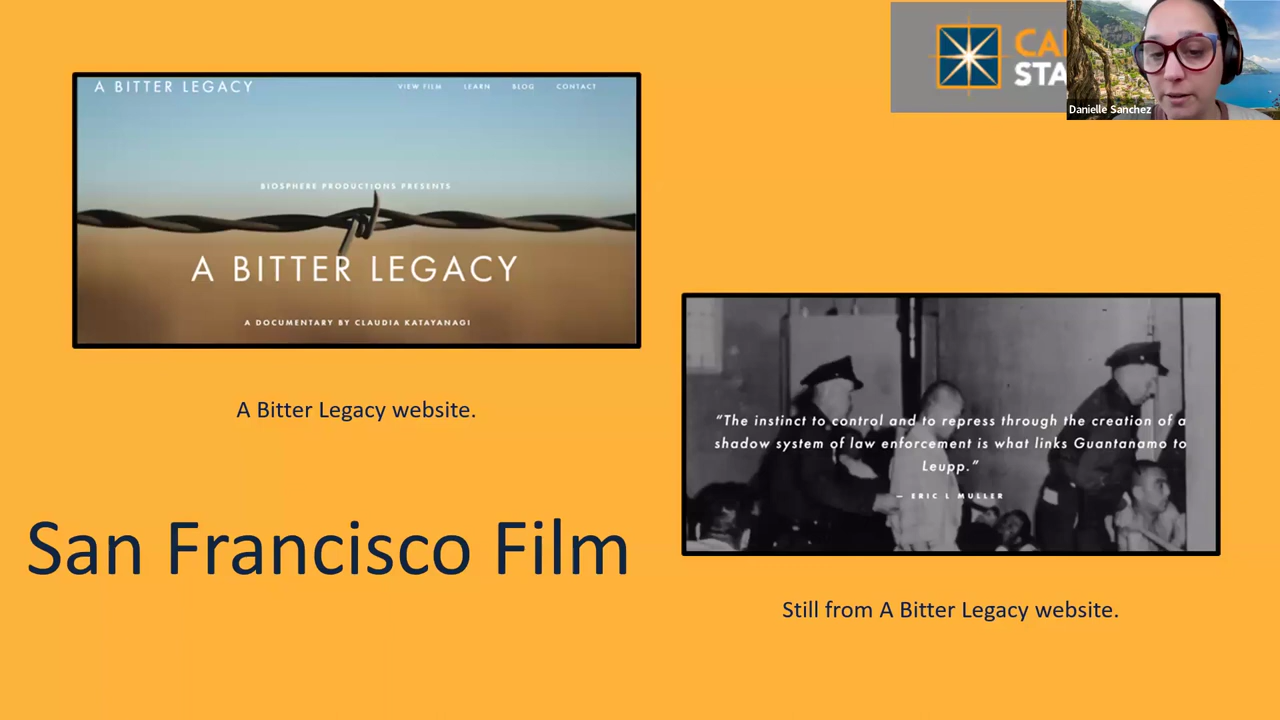 A BITTER LEGACY
VIEW FILM LEARN BLOG CONTACT
BIOSPHERE PRODUCTIONS PRESENTS
A BITTER LEGACY
A DOCUMENTARY BY CLAUDIA KATAYANAGI
A Bitter Legacy website.
San Francisco Film
STA
Danielle Sanchez
“The instinct to control and to repress through the creation of a
shadow system of law enforcement is what links Guantanamo to
Leupp.”
— ERIC L MULLER
Still from A Bitter Legacy website.